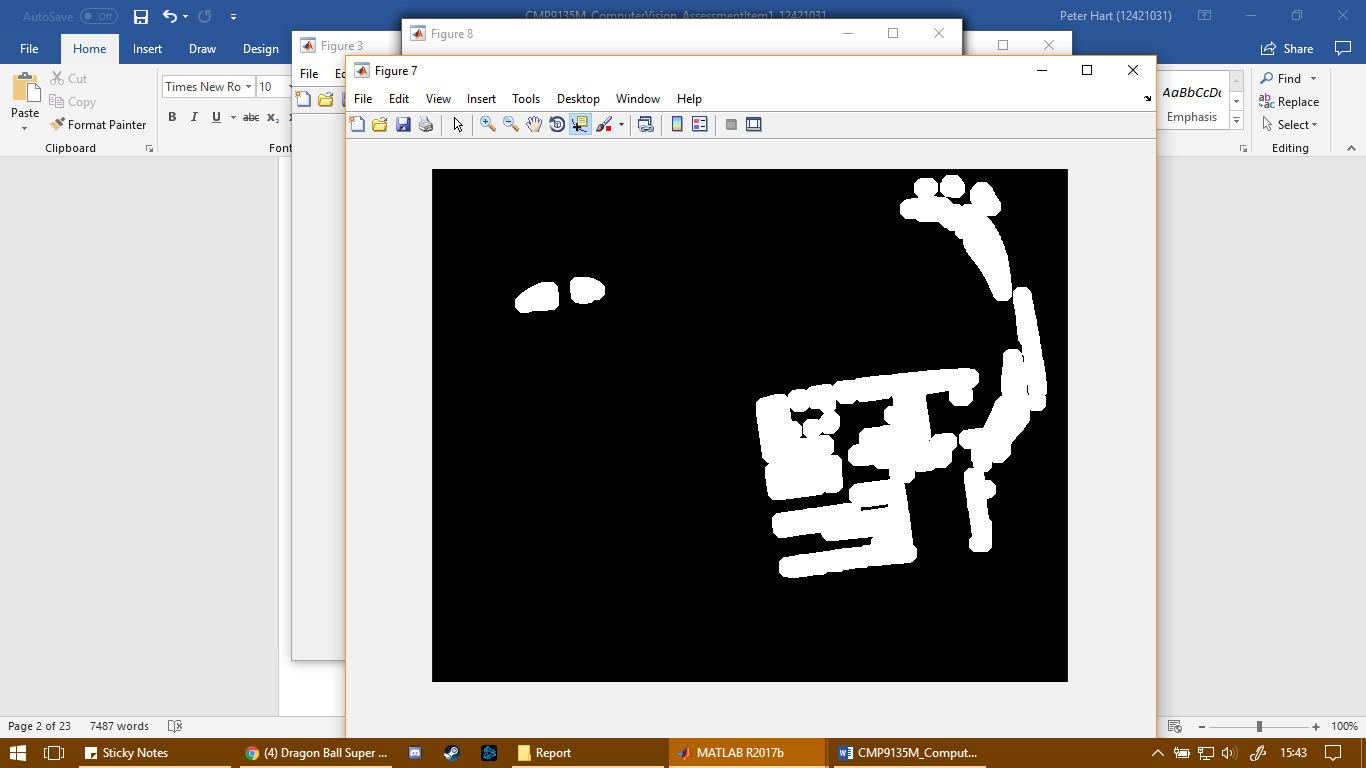 AutoSave Off CMP9135M_ComputerVision_AssessmentItem1_12421031 Peter Hart (12421031)
File Home Insert Draw Design Share
Figure 3
Figure 8
Figure 7
File
File Edit View Insert Tools Desktop Window Help
Paste
Cut
Copy
Format Painter
Clipboard
Times New Ro 10
B I U abc x₂
AaBbCcDc
Emphasis
Find
Replace
Select
Editing
Page 2 of 23 7487 words 100%
Sticky Notes (4) Dragon Ball Super ... Report MATLAB R2017b CMP9135M_Comput... 15:43